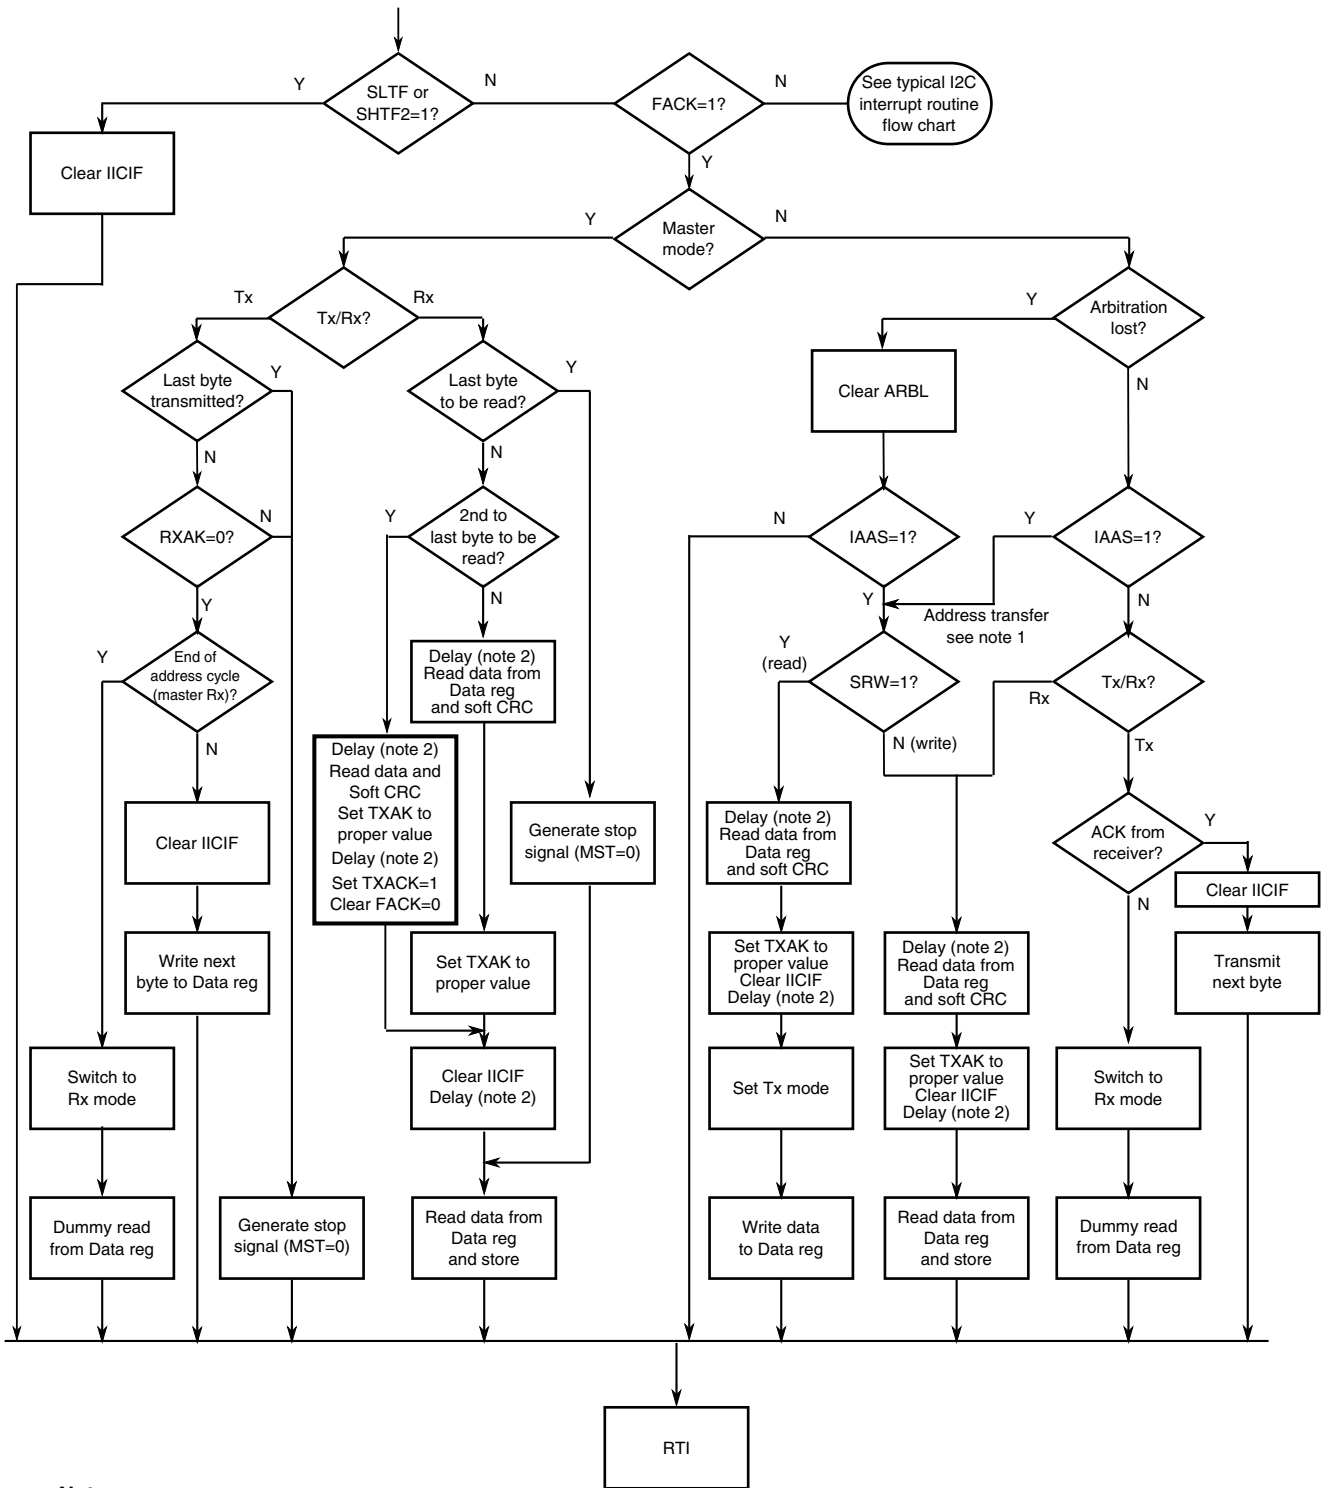 Y
SLTF or
SHTF2=1?
N
FACK=1?
N
See typical I2C
interrupt routine
flow chart
Clear IICIF
Y
Y
Master
mode?
N
Tx
Tx/Rx?
Rx
Y
Arbitration
lost?
Last byte
transmitted?
Y
Last byte
to be read?
Y
Clear ARBL
N
N
N
RXAK=0?
N
Y
2nd to
last byte to be
read?
N
IAAS=1?
Y
IAAS=1?
Y
N
Y
Address transfer
see note 1
N
Y
End of
address cycle
(master Rx)?
Delay (note 2)
Read data from
Data reg
and soft CRC
Y
(read)
SRW=1?
Rx
Tx/Rx?
N
N (write)
Tx
Delay (note 2)
Read data and
Soft CRC
Set TXAK to
proper value
Delay (note 2)
Set TXACK=1
Clear FACK=0
Clear IICIF
Generate stop
signal (MST=0)
Delay (note 2)
Read data from
Data reg
and soft CRC
ACK from
receiver?
Y
Clear IICIF
N
Write next
byte to Data reg
Set TXAK to
proper value
Set TXAK to
proper value
Clear IICIF
Delay (note 2)
Delay (note 2)
Read data from
Data reg
and soft CRC
Transmit
next byte
Switch to
Rx mode
Clear IICIF
Delay (note 2)
Set Tx mode
Set TXAK to
proper value
Clear IICIF
Delay (note 2)
Switch to
Rx mode
Dummy read
from Data reg
Generate stop
signal (MST=0)
Read data from
Data reg
and store
Write data
to Data reg
Read data from
Data reg
and store
Dummy read
from Data reg
RTI